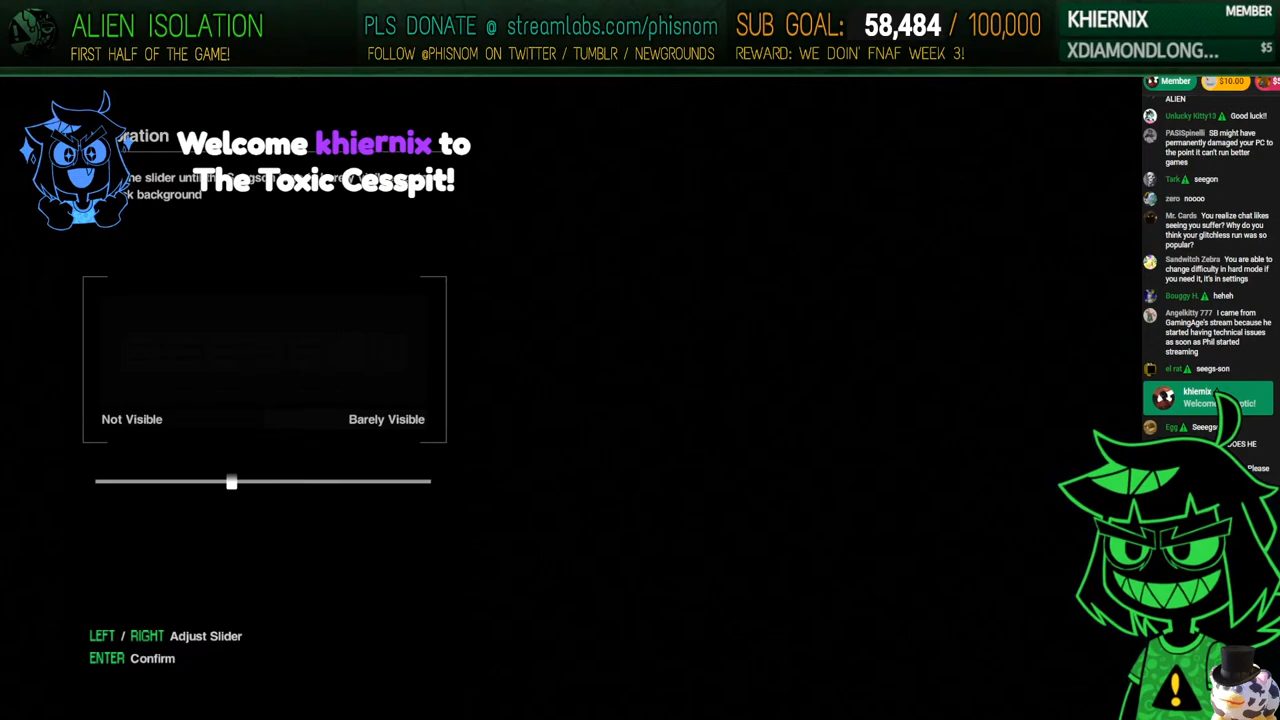 ALIEN ISOLATION
FIRST HALF OF THE GAME!
PLS DONATE @ streamlabs.com/phisnom
FOLLOW @PHISNOM ON TWITTER / TUMBLR / NEWGROUNDS
SUB GOAL: 58,484 / 100,000
REWARD: WE DOIN' FNAF WEEK 3!
KHIERNIX MEMBER
XDIAMONDLONG... $5
Welcome khiernix to
The Toxic Cesspit!
k background
Not Visible Barely Visible
LEFT / RIGHT Adjust Slider
ENTER Confirm
Member $10.00
ALIEN
Unlucky Kitty13 Good luck!!
PASISpinelli SB might have
permanently damaged your PC to
the point it can't run better
games
Tark seegon
zero noooo
Mr. Cards You realize chat likes
seeing you suffer? Why do you
think your glitchless run was so
popular?
Sandwitch Zebra You are able to
change difficulty in hard mode if
you need it, it's in settings
Bouggy H. heheh
Angelkitty 777 I came from
GamingAge's stream because he
started having technical issues
as soon as Phil started
streaming
el rat seegs-son
khiernix
Egg
DOES HE
Please